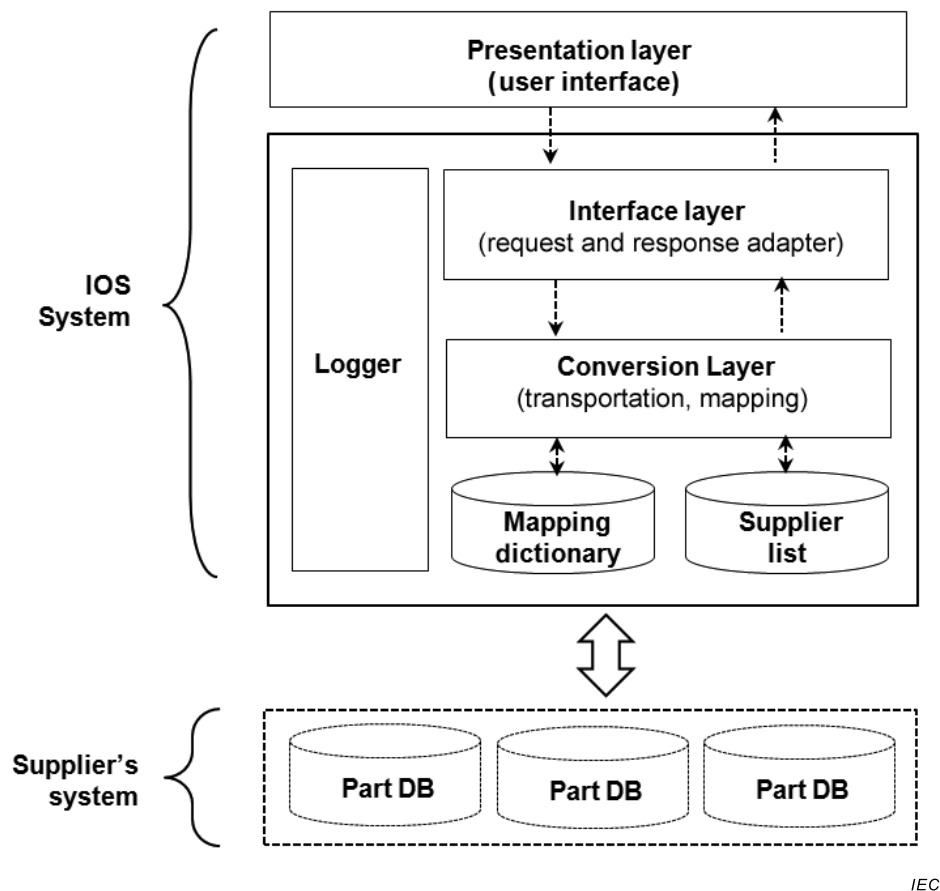 Presentation layer
(user interface)
Interface layer
(request and response adapter)
IOS
System
Logger
Conversion Layer
(transportation, mapping)
Mapping
dictionary
Supplier
list
Supplier's
system
Part DB
Part DB
Part DB
IEC